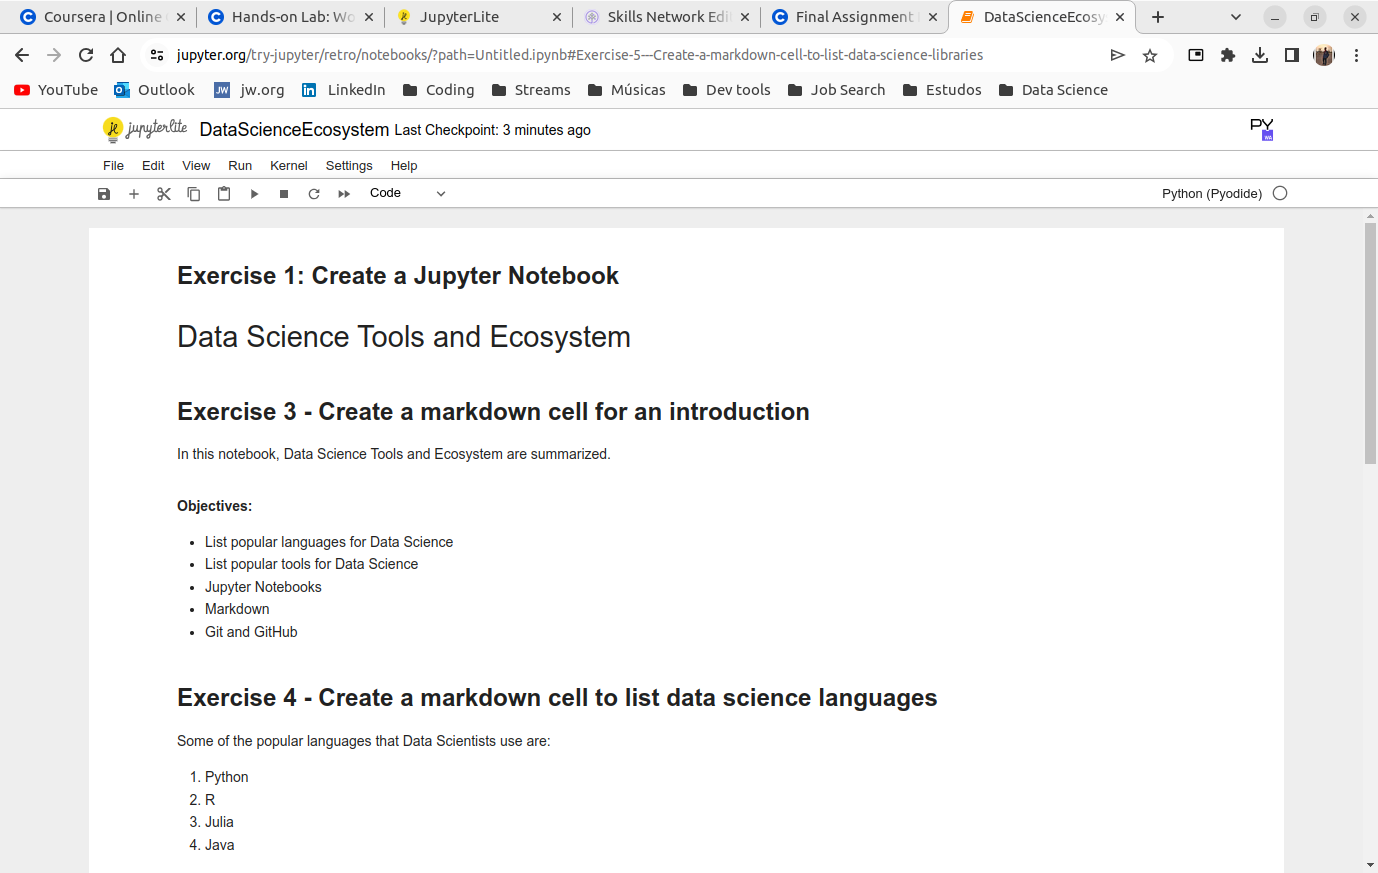 Coursera | Online
Hands-on Lab: Wo
JupyterLite
Skills Network Edi
Final Assignment
DataScienceEcosy
jupyter.org/try-jupyter/retro/notebooks/?path=Untitled.ipynb#Exercise-5---Create-a-markdown-cell-to-list-data-science-libraries
YouTube Outlook JW jw.org in LinkedIn Coding Streams Músicas Dev tools Job Search Estudos Data Science
jupyterlite DataScienceEcosystem Last Checkpoint: 3 minutes ago PY
File Edit View Run Kernel Settings Help
Code Python (Pyodide)
Exercise 1: Create a Jupyter Notebook
Data Science Tools and Ecosystem
Exercise 3 - Create a markdown cell for an introduction
In this notebook, Data Science Tools and Ecosystem are summarized.
Objectives:
• List popular languages for Data Science
• List popular tools for Data Science
• Jupyter Notebooks
• Markdown
• Git and GitHub
Exercise 4 - Create a markdown cell to list data science languages
Some of the popular languages that Data Scientists use are:
1. Python
2. R
3. Julia
4. Java